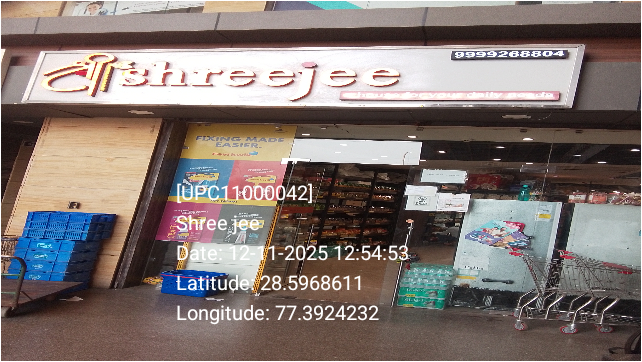 9999268804
श्री shreejee
FIXING MADE
EASIER.
[UPC11000042]
Shree jee
Date: 12-11-2025 12:54:53
Latitude: 28.5968611
Longitude: 77.3924232